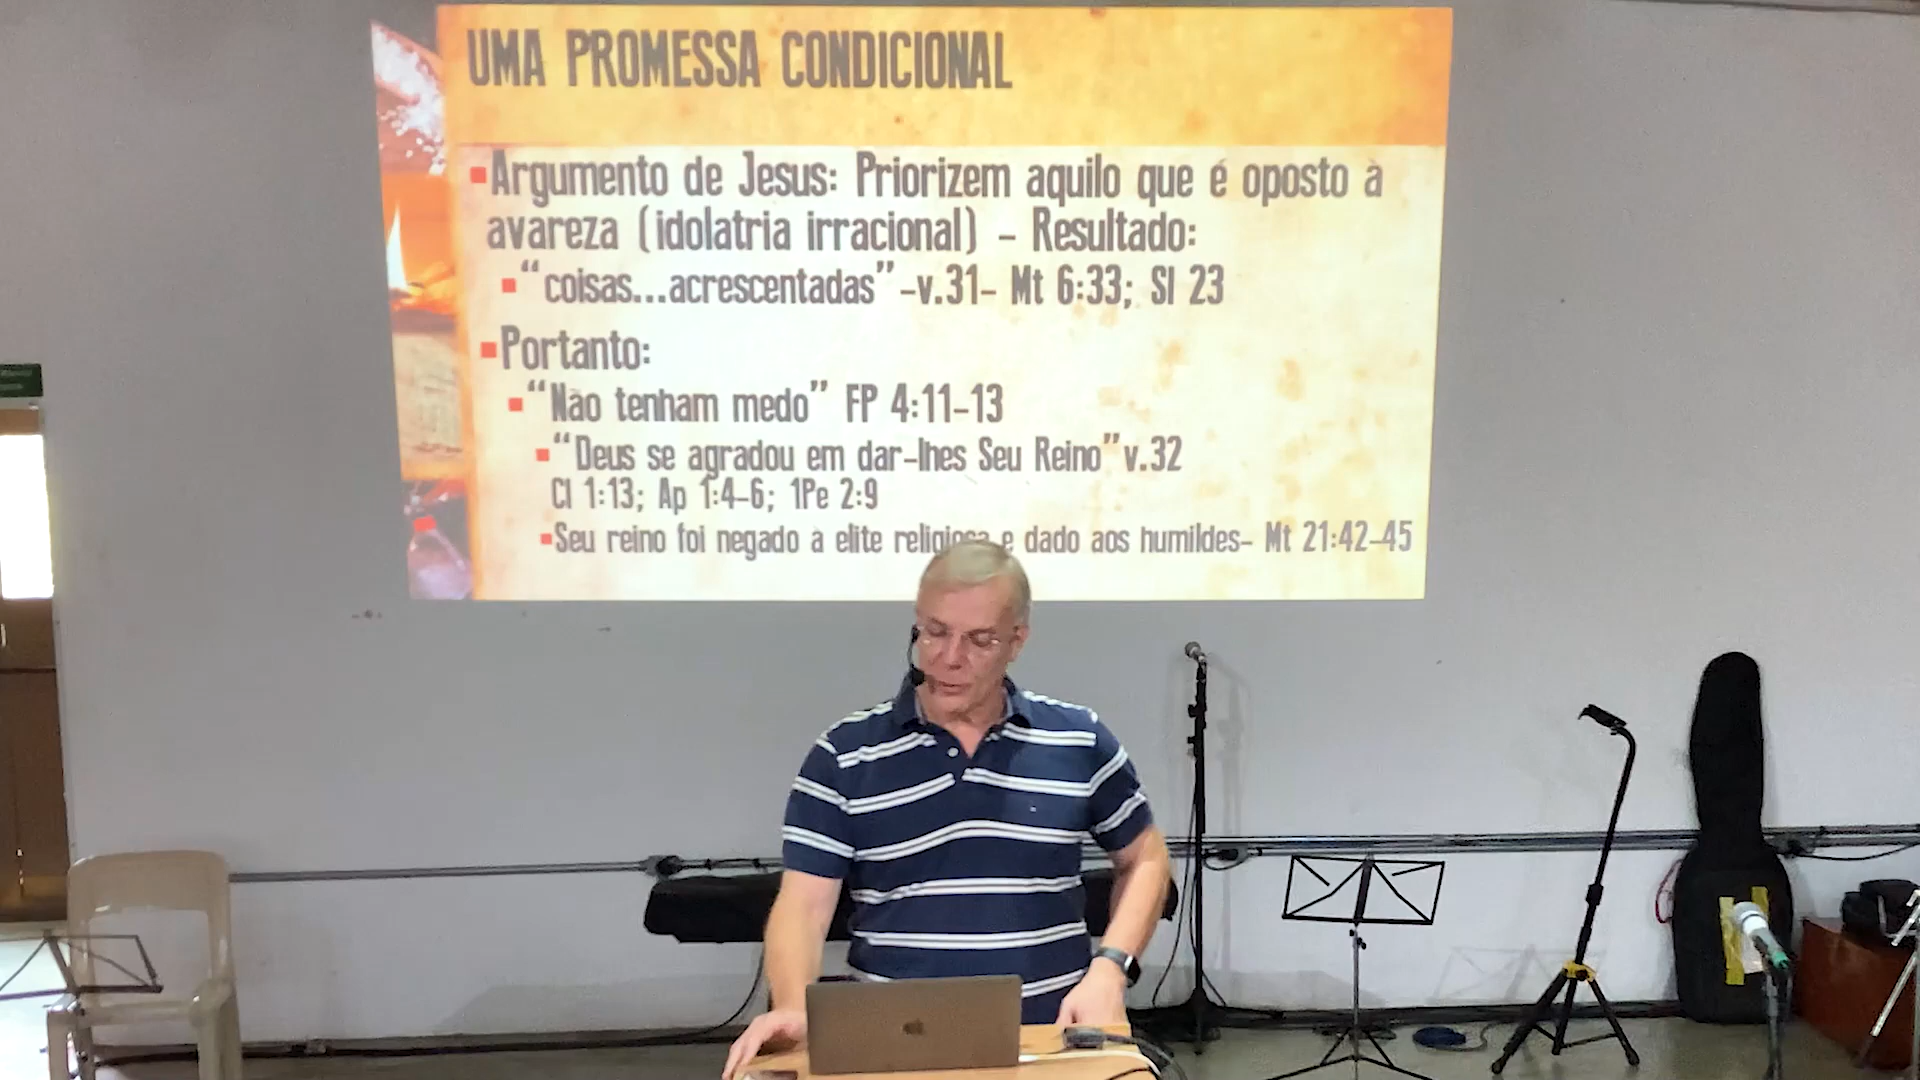 UMA PROMESSA CONDICIONAL
▪Argumento de Jesus: Priorizem aquilo que é oposto à
avareza (idolatria irracional) – Resultado:
▪“coisas...acrescentadas” –v.31– Mt 6:33; Sl 23
▪Portanto:
▪“Não tenham medo” FP 4:11–13
▪“Deus se agradou em dar–lhes Seu Reino”v.32
Cl 1:13; Ap 1:4–6; 1Pe 2:9
▪Seu reino foi negado à elite religiosa e dado aos humildes– Mt 21:42–45